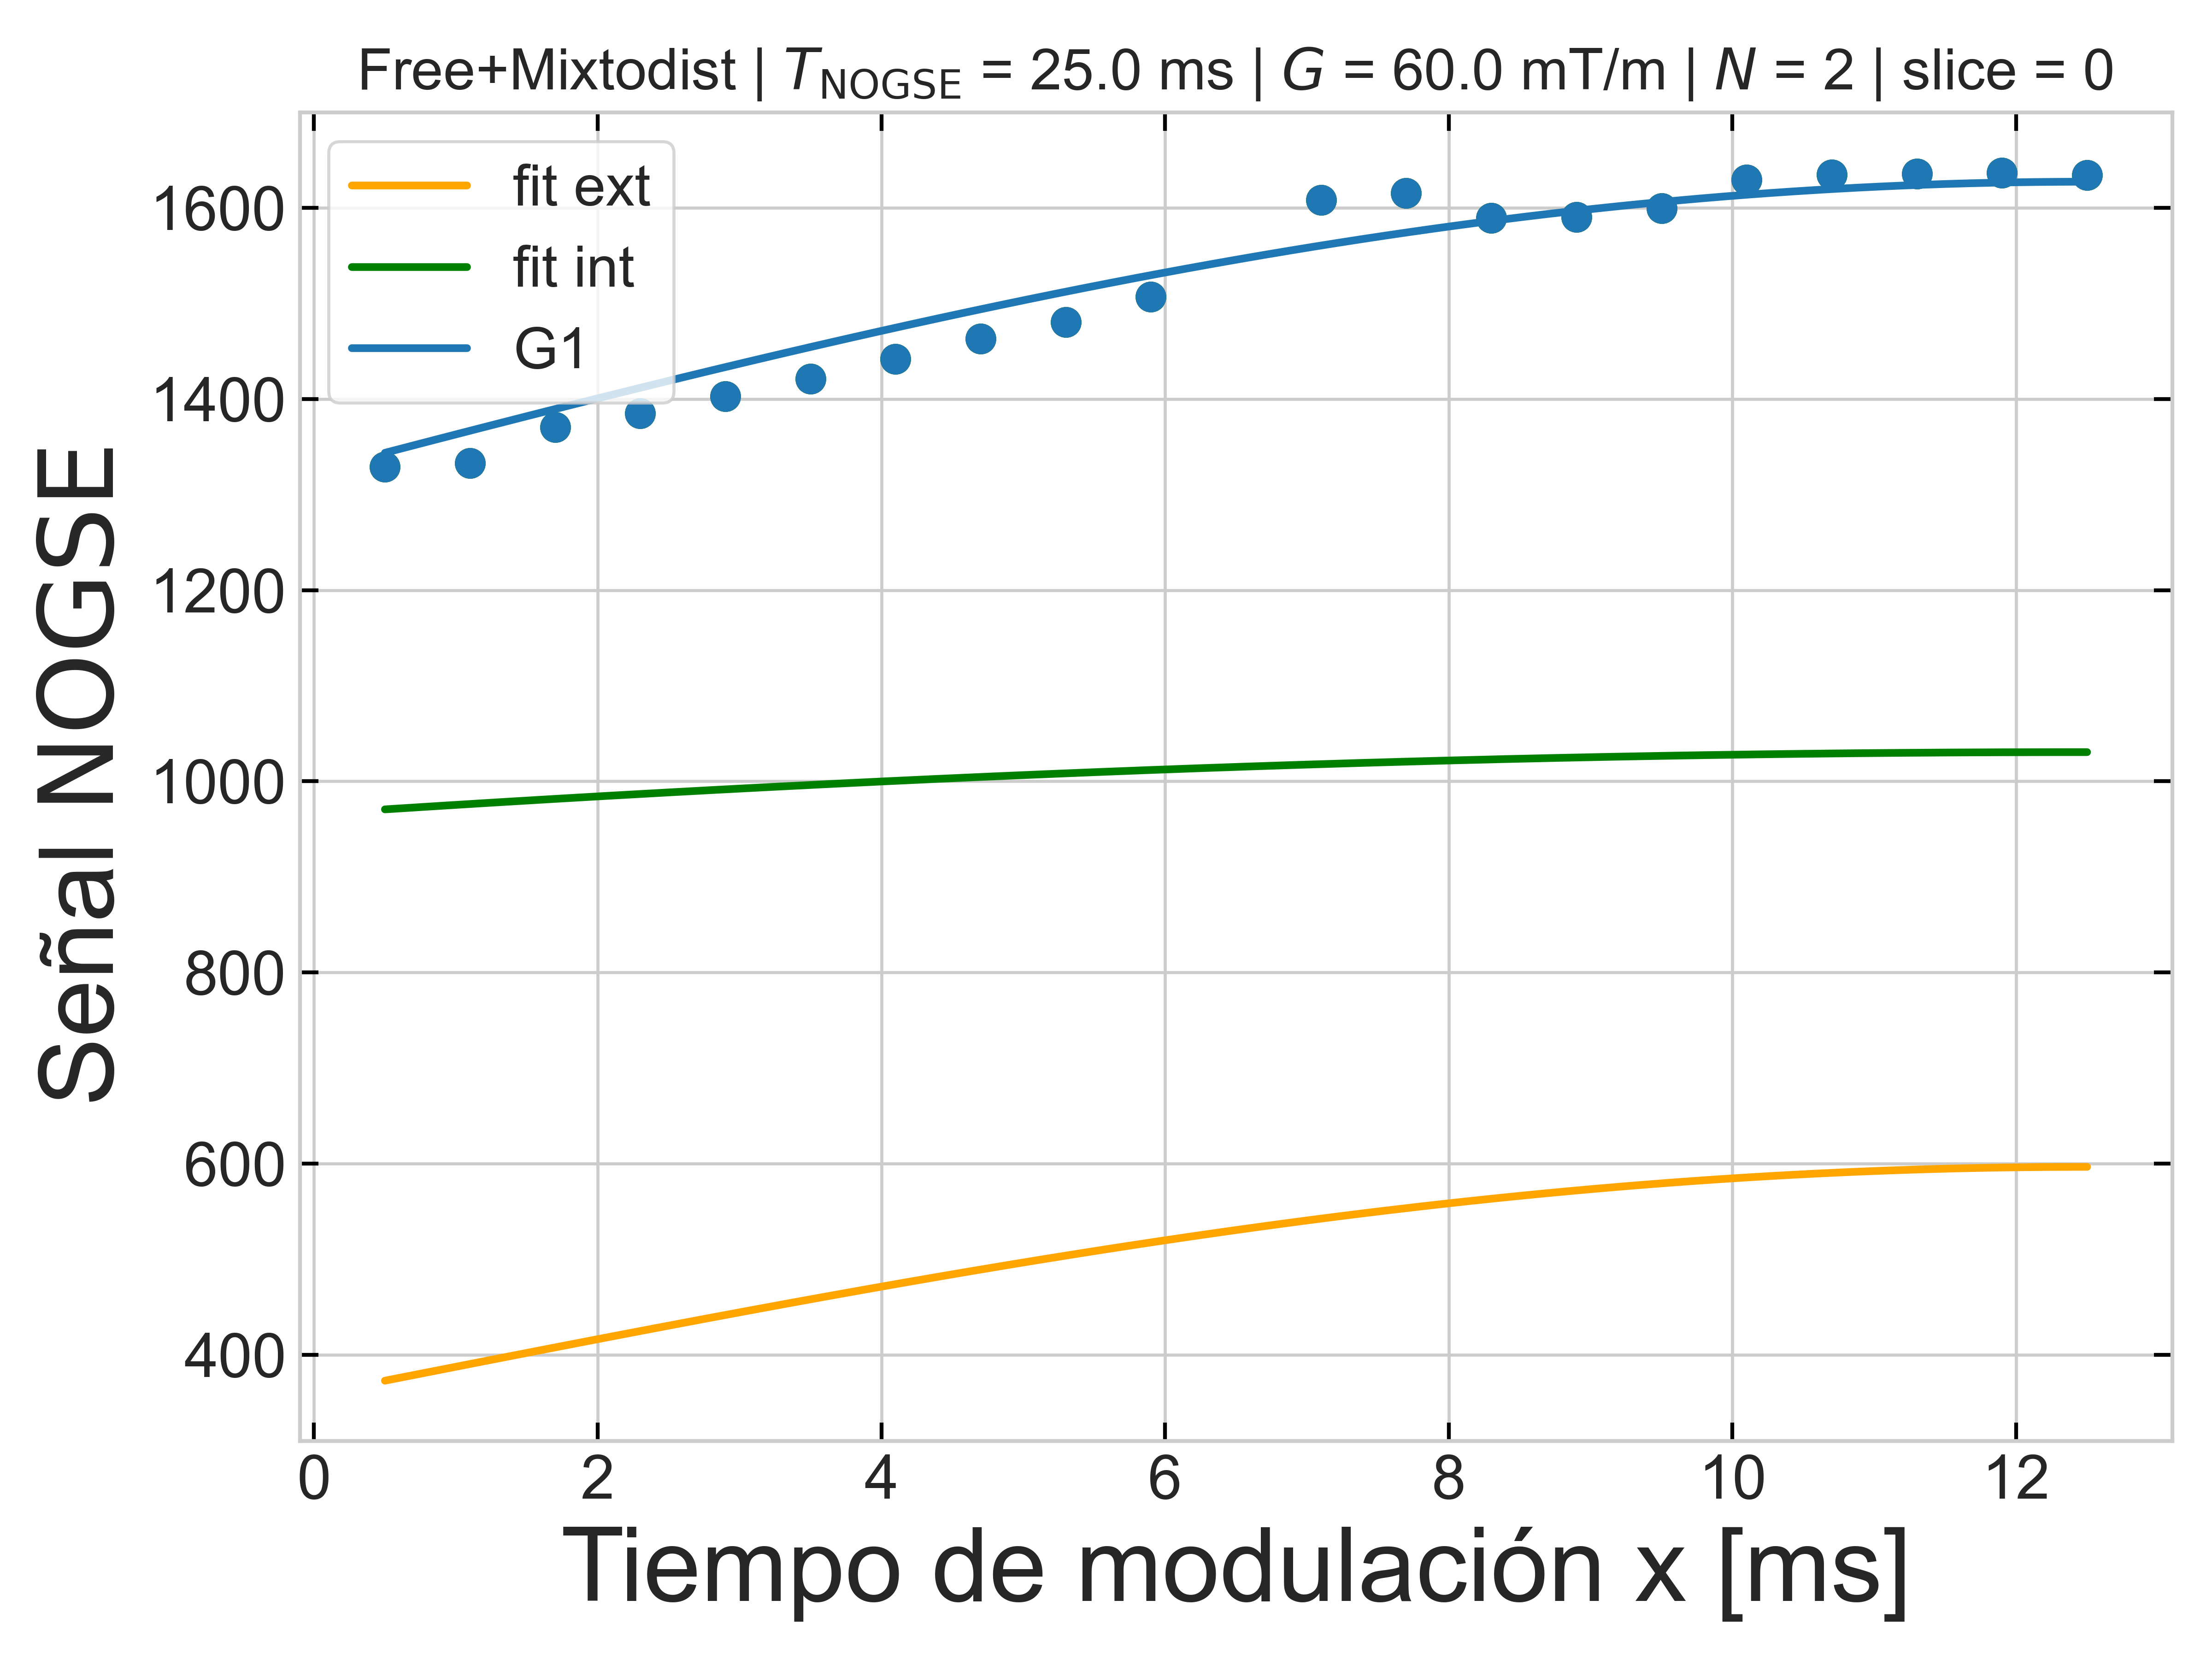 Free+Mixtodist | T_NOGSE = 25.0 ms | G = 60.0 mT/m | N = 2 | slice = 0
fit ext
fit int
G1
Señal NOGSE
1600
1400
1200
1000
800
600
400
0 2 4 6 8 10 12
Tiempo de modulación x [ms]